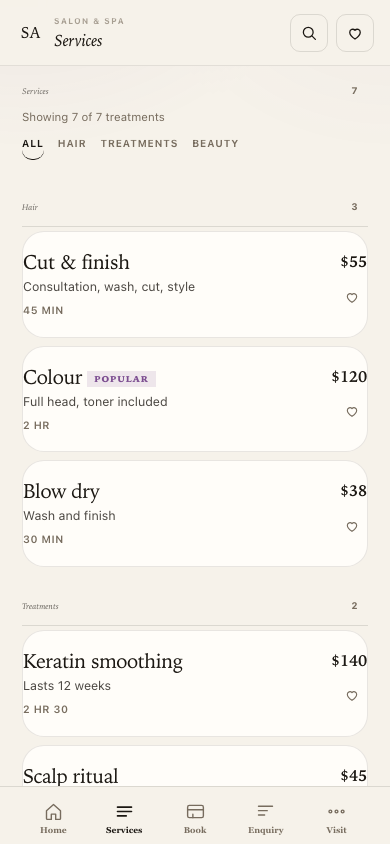 SA
SALON & SPA
Services
Services 7
Showing 7 of 7 treatments
ALL HAIR TREATMENTS BEAUTY
Hair 3
Cut & finish $55
Consultation, wash, cut, style
45 MIN
Colour POPULAR $120
Full head, toner included
2 HR
Blow dry $38
Wash and finish
30 MIN
Treatments 2
Keratin smoothing $140
Lasts 12 weeks
2 HR 30
Scalp ritual $45
Home Services Book Enquiry Visit